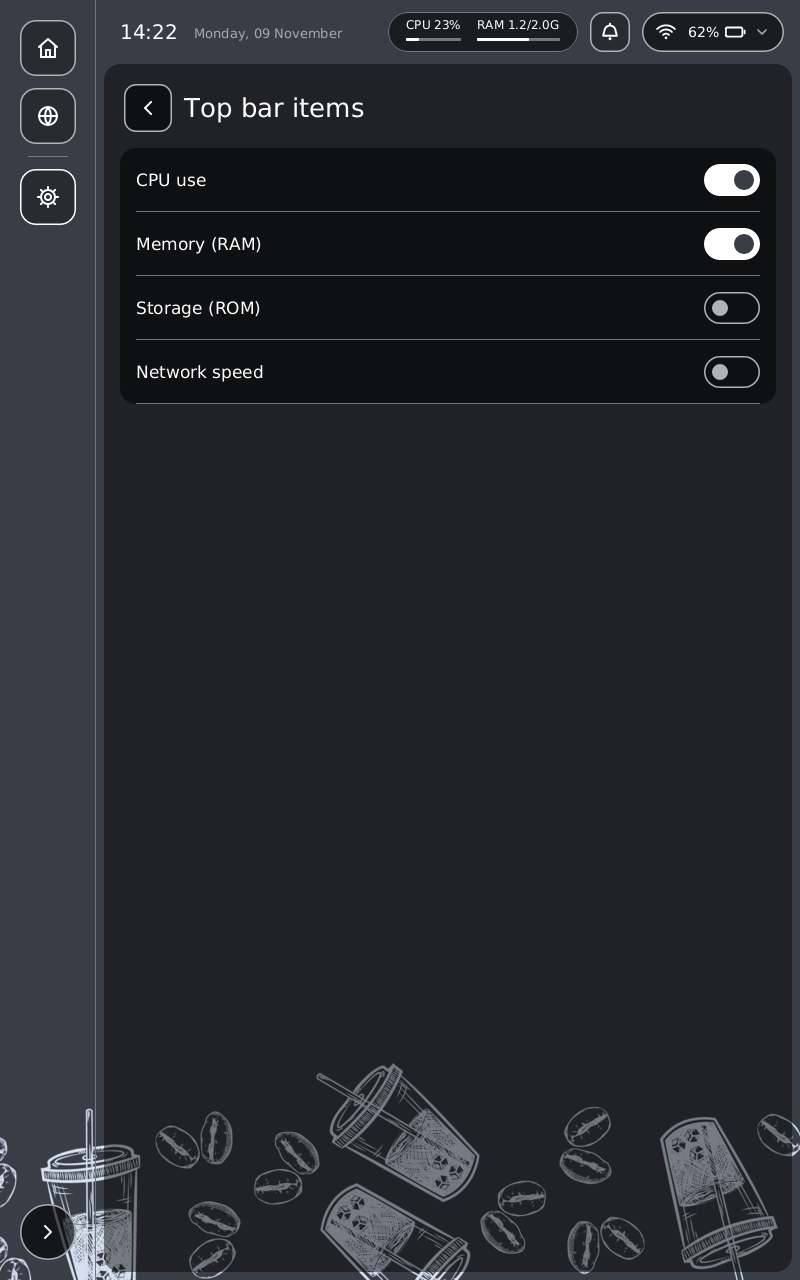 14:22 Monday, 09 November CPU 23% RAM 1.2/2.0G 62%
Top bar items
CPU use
Memory (RAM)
Storage (ROM)
Network speed